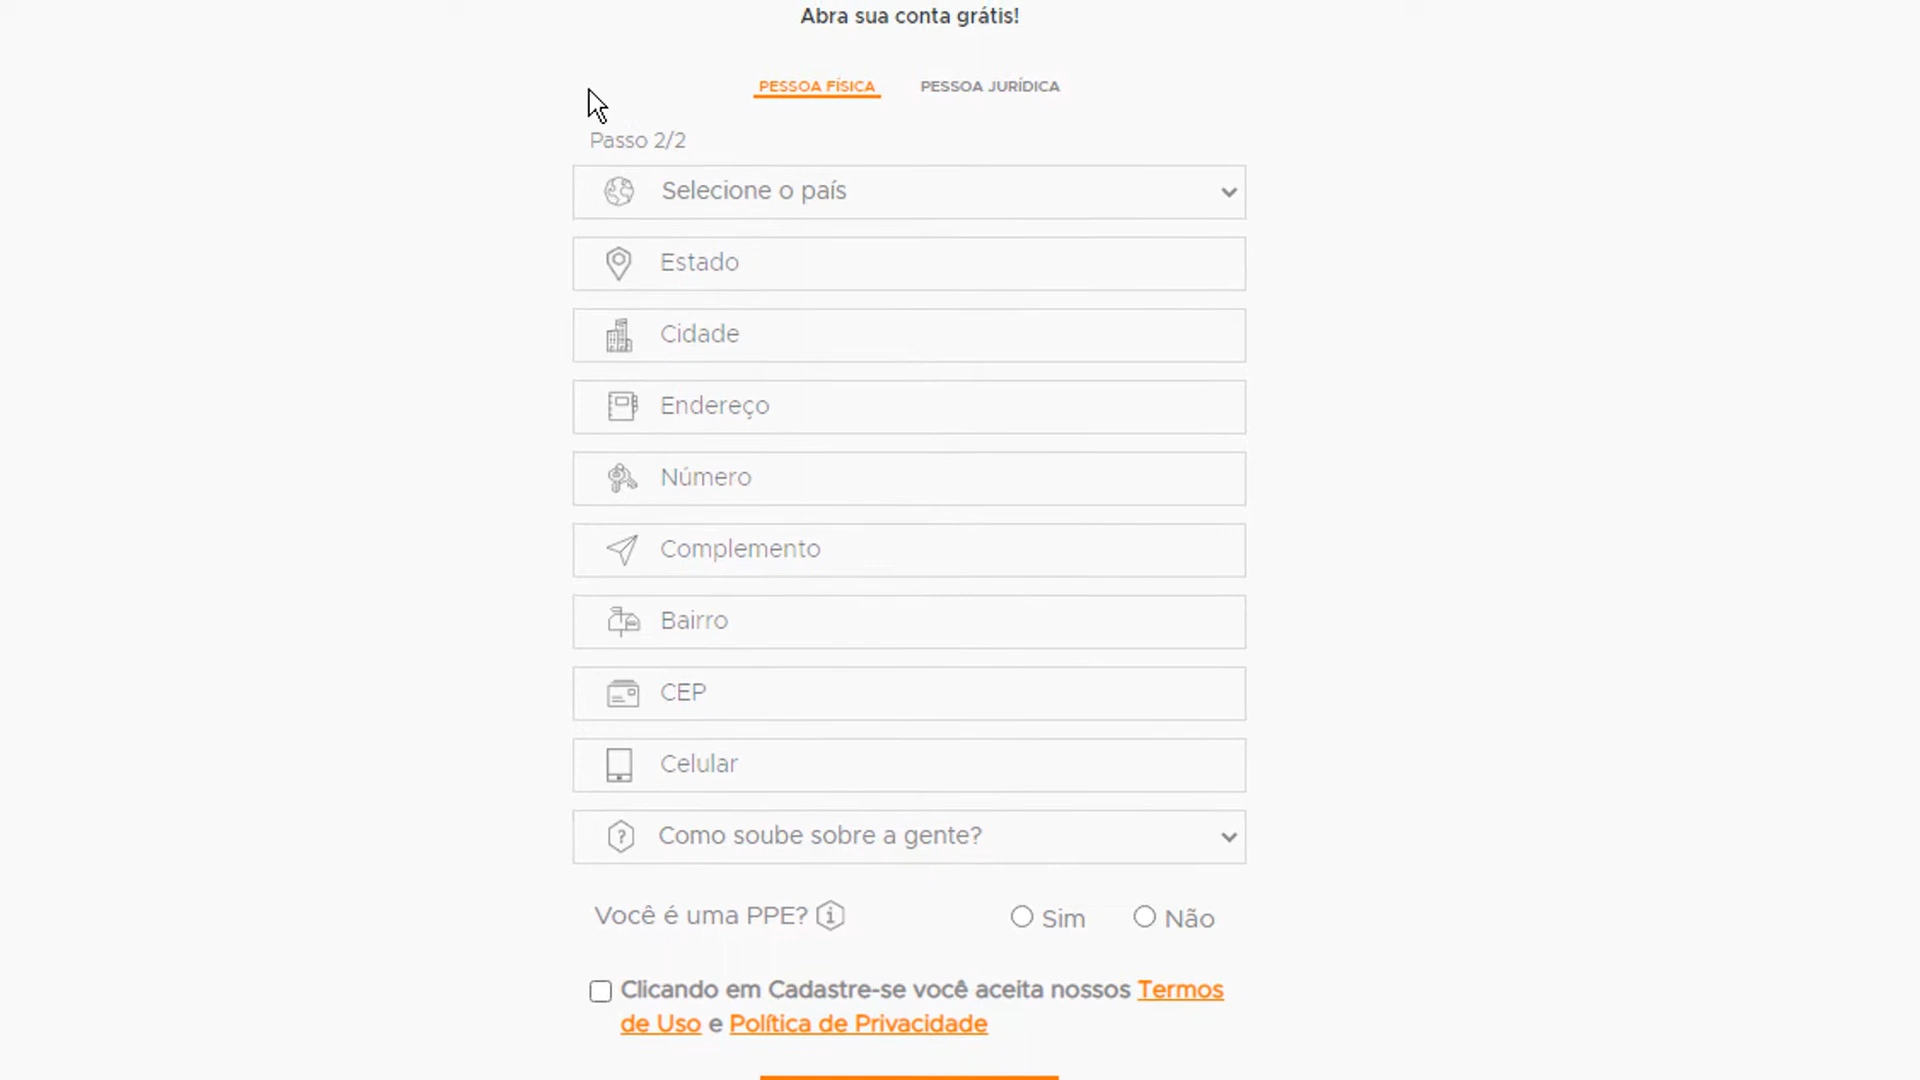 Abra sua conta grátis!
PESSOA FÍSICA PESSOA JURÍDICA
Passo 2/2
Selecione o país
Estado
Cidade
Endereço
Número
Complemento
Bairro
CEP
Celular
Como soube sobre a gente?
Você é uma PPE? Sim Não
Clicando em Cadastre-se você aceita nossos Termos
de Uso e Política de Privacidade